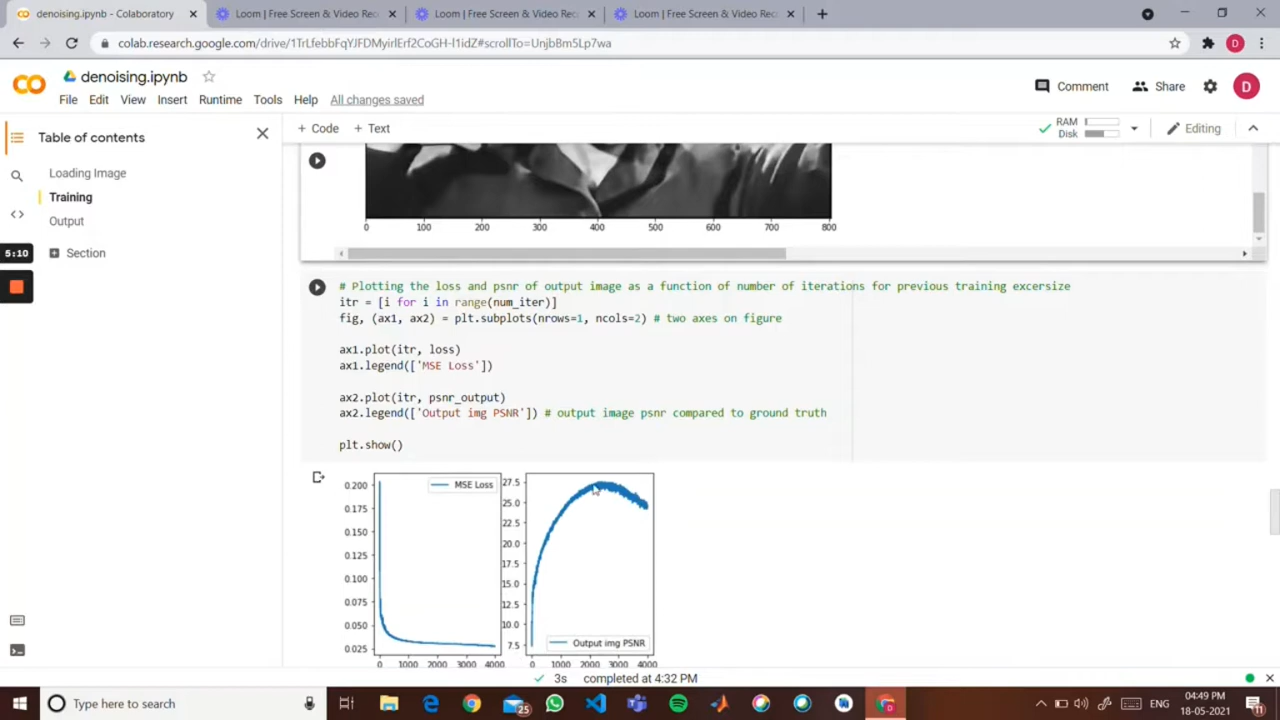 denoising.ipynb - Colaboratory
Loom | Free Screen & Video Rec
Loom | Free Screen & Video Rec
Loom | Free Screen & Video Rec
colab.research.google.com/drive/1TrLfebbFqYJFDMyirlErf2CoGH-l1idZ#scrollTo=UnjbBm5Lp7wa
D
denoising.ipynb
Comment
Share
D
File Edit View Insert Runtime Tools Help All changes saved
Table of contents
+ Code + Text
RAM
Disk
Editing
Loading Image
Training
Output
Section
5:10
0 100 200 300 400 500 600 700 800
# Plotting the loss and psnr of output image as a function of number of iterations for previous training excersize
itr = [i for i in range(num_iter)]
fig, (ax1, ax2) = plt.subplots(nrows=1, ncols=2) # two axes on figure
ax1.plot(itr, loss)
ax1.legend(['MSE Loss'])
ax2.plot(itr, psnr_output)
ax2.legend(['Output img PSNR']) # output image psnr compared to ground truth
plt.show()
0.200
0.175
0.150
0.125
0.100
0.075
0.050
0.025
MSE Loss
0 1000 2000 3000 4000
27.5
25.0
22.5
20.0
17.5
15.0
12.5
10.0
7.5
Output img PSNR
0 1000 2000 3000 4000
3s completed at 4:32 PM
Type here to search
25
ENG
04:49 PM
18-05-2021
11